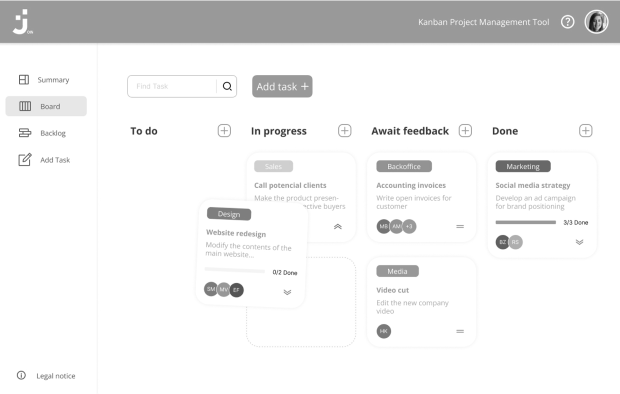 Join
Kanban Project Management Tool
?
Summary
Board
Backlog
Add Task
Legal notice
Find Task
Add task +
To do
In progress
Await feedback
Done
Sales
Call potencial clients
Make the product presen-
ective buyers
Design
Website redesign
Modify the contents of the
main website...
0/2 Done
SM MV EF
Backoffice
Accounting invoices
Write open invoices for
customer
MB AM +3
Media
Video cut
Edit the new company
video
HK
Marketing
Social media strategy
Develop an ad campaign
for brand positioning
3/3 Done
BZ RE